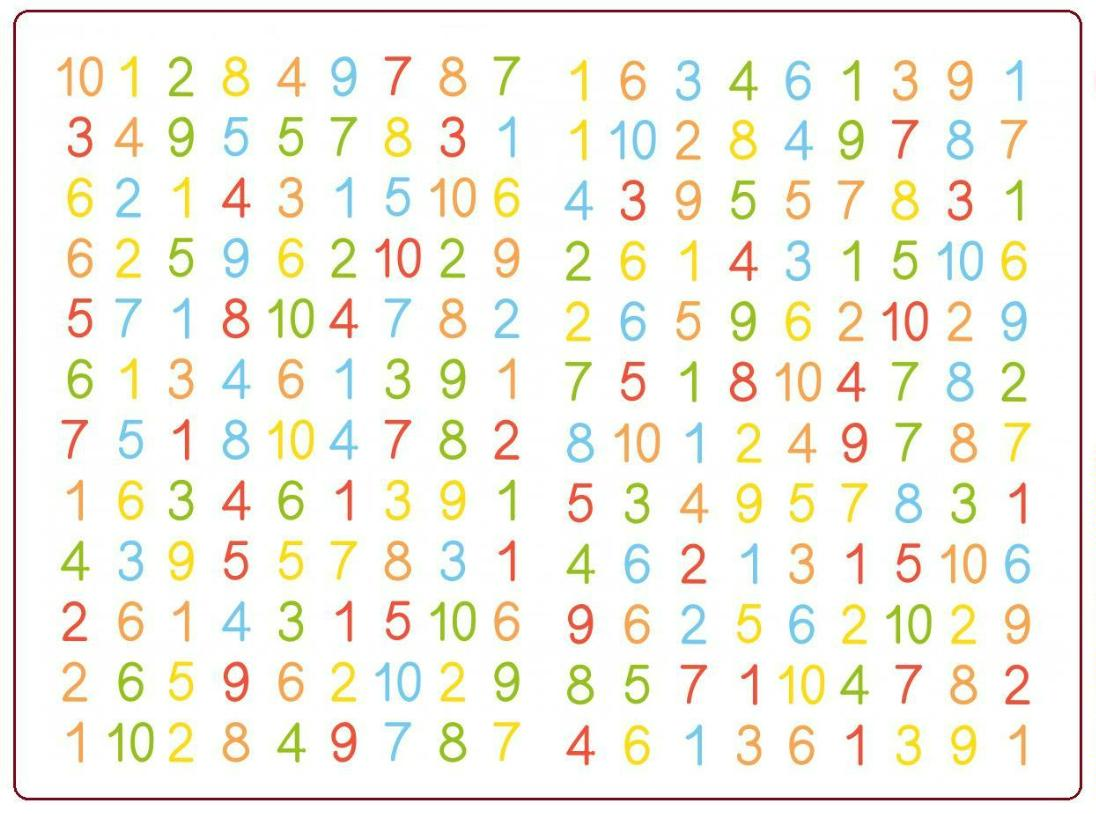 10 1 2 8 4 9 7 8 7 1 6 3 4 6 1 3 9 1
3 4 9 5 5 7 8 3 1 1 10 2 8 4 9 7 8 7
6 2 1 4 3 1 5 10 6 4 3 9 5 5 7 8 3 1
6 2 5 9 6 2 10 2 9 2 6 1 4 3 1 5 10 6
5 7 1 8 10 4 7 8 2 2 6 5 9 6 2 10 2 9
6 1 3 4 6 1 3 9 1 7 5 1 8 10 4 7 8 2
7 5 1 8 10 4 7 8 2 8 10 1 2 4 9 7 8 7
1 6 3 4 6 1 3 9 1 5 3 4 9 5 7 8 3 1
4 3 9 5 5 7 8 3 1 4 6 2 1 3 1 5 10 6
2 6 1 4 3 1 5 10 6 9 6 2 5 6 2 10 2 9
2 6 5 9 6 2 10 2 9 8 5 7 1 10 4 7 8 2
1 10 2 8 4 9 7 8 7 4 6 1 3 6 1 3 9 1